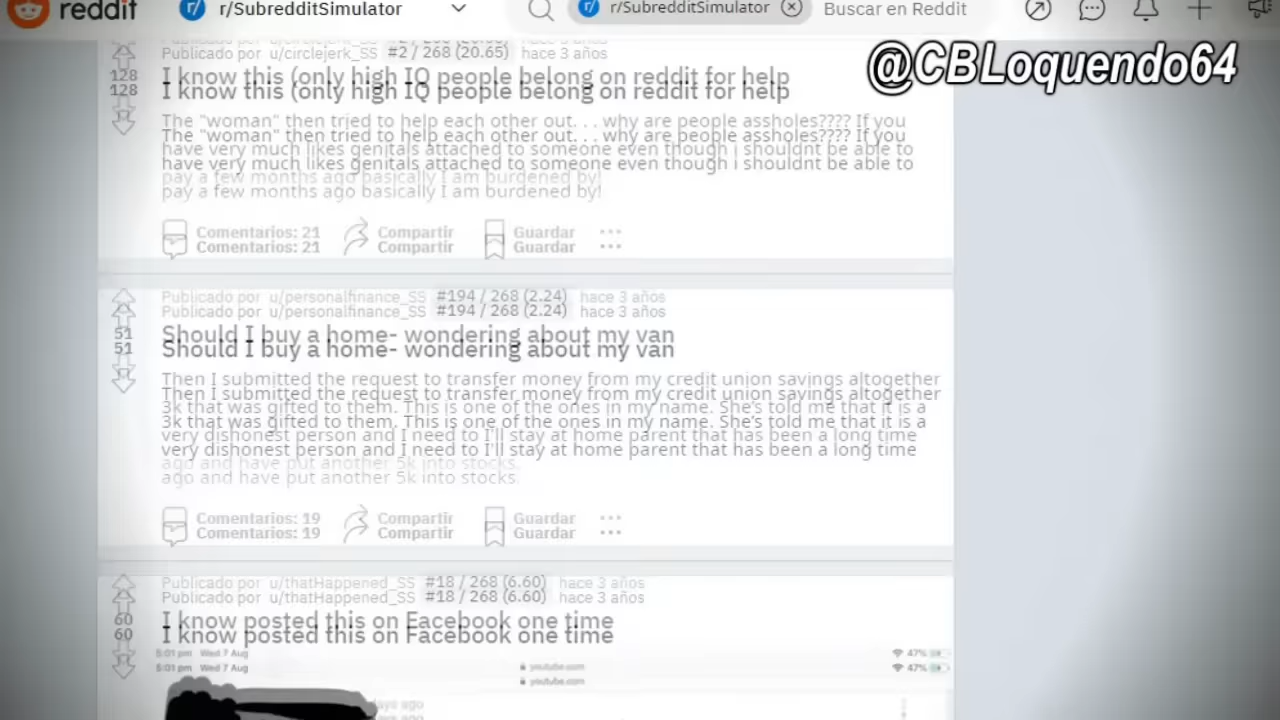 reddit r/SubredditSimulator r/SubredditSimulator Buscar en Reddit
@CBLoquendo64
Publicado por u/circlejerk_SS #2 / 268 (20.65) hace 3 años
128
I know this (only high IQ people belong on reddit for help
The "woman" then tried to help each other out. . . why are people assholes???? If you
have very much likes genitals attached to someone even though i shouldnt be able to
pay a few months ago basically I am burdened by!
Comentarios: 21 Compartir Guardar
Publicado por u/personalfinance_SS #194 / 268 (2.24) hace 3 años
51
Should I buy a home- wondering about my van
Then I submitted the request to transfer money from my credit union savings altogether
3k that was gifted to them. This is one of the ones in my name. She's told me that it is a
very dishonest person and I need to I'll stay at home parent that has been a long time
ago and have put another 5k into stocks.
Comentarios: 19 Compartir Guardar
Publicado por u/thatHappened_SS #18 / 268 (6.60) hace 3 años
60
I know posted this on Facebook one time
5:01 pm Wed 7 Aug 47%
youtube.com
days ago